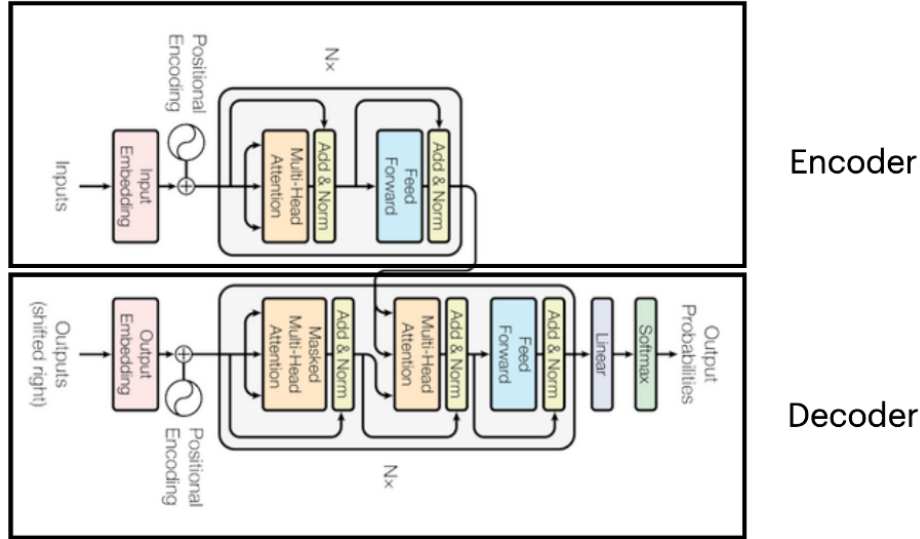 Nx
Positional
Encoding
Inputs
Input
Embedding
Multi-Head
Attention
Add & Norm
Feed
Forward
Add & Norm
Encoder
Outputs
(shifted right)
Output
Embedding
Positional
Encoding
Masked
Multi-Head
Attention
Add & Norm
Multi-Head
Attention
Add & Norm
Feed
Forward
Add & Norm
Linear
Softmax
Output
Probabilities
Nx
Decoder